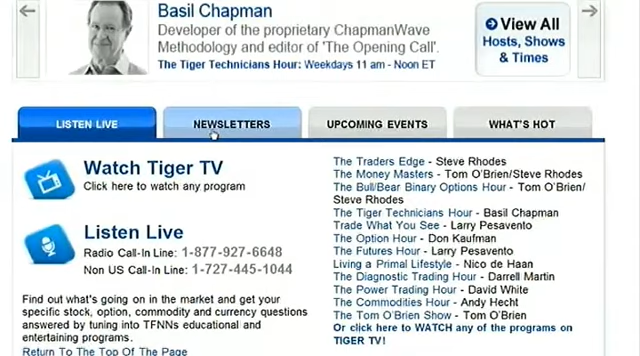 Basil Chapman
Developer of the proprietary ChapmanWave
Methodology and editor of 'The Opening Call'.
The Tiger Technicians Hour: Weekdays 11 am - Noon ET
View All
Hosts, Shows
& Times
LISTEN LIVE
NEWSLETTERS
UPCOMING EVENTS
WHAT'S HOT
Watch Tiger TV
Click here to watch any program
Listen Live
Radio Call-In Line: 1-877-927-6648
Non US Call-In Line: 1-727-445-1044
Find out what's going on in the market and get your
specific stock, option, commodity and currency questions
answered by tuning into TFNNs educational and
entertaining programs.
Return To The Top Of The Page
The Traders Edge - Steve Rhodes
The Money Masters - Tom O'Brien/Steve Rhodes
The Bull/Bear Binary Options Hour - Tom O'Brien/
Steve Rhodes
The Tiger Technicians Hour - Basil Chapman
Trade What You See - Larry Pesavento
The Option Hour - Don Kaufman
The Futures Hour - Larry Pesavento
Living a Primal Lifestyle - Nico de Haan
The Diagnostic Trading Hour - Darrell Martin
The Power Trading Hour - David White
The Commodities Hour - Andy Hecht
The Tom O'Brien Show - Tom O'Brien
Or click here to WATCH any of the programs on
TIGER TV!